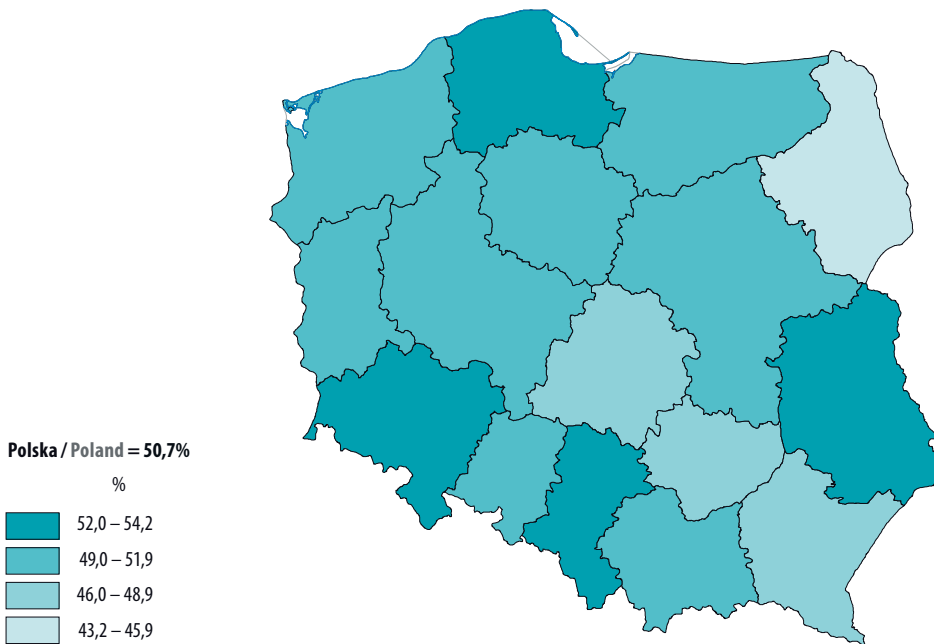 Polska / Poland = 50,7%
%
52,0 – 54,2
49,0 – 51,9
46,0 – 48,9
43,2 – 45,9